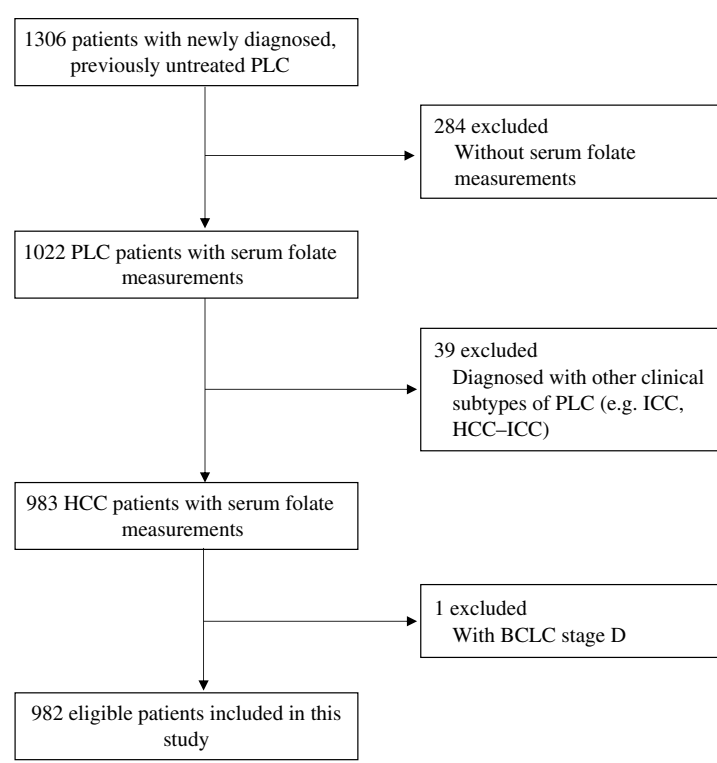 1306 patients with newly diagnosed,
previously untreated PLC
284 excluded
Without serum folate
measurements
1022 PLC patients with serum folate
measurements
39 excluded
Diagnosed with other clinical
subtypes of PLC (e.g. ICC,
HCC–ICC)
983 HCC patients with serum folate
measurements
1 excluded
With BCLC stage D
982 eligible patients included in this
study